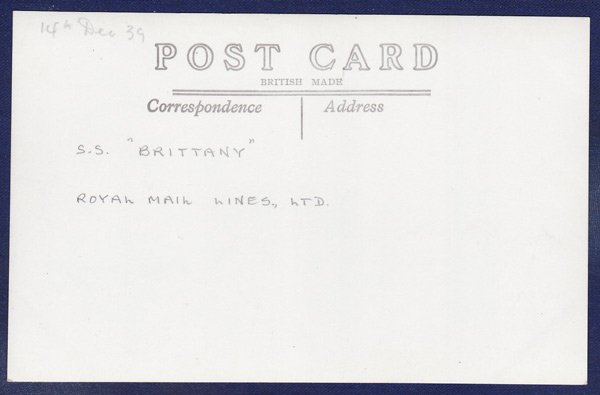 14th Dec 39
POST CARD
BRITISH MADE
Correspondence Address
S.S. "BRITTANY"
ROYAL MAIL LINES., LTD.